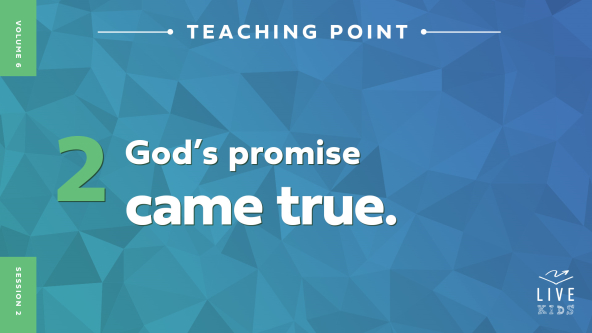 VOLUME 6
TEACHING POINT
2
God's promise
came true.
SESSION 2
LIVE
KIDS